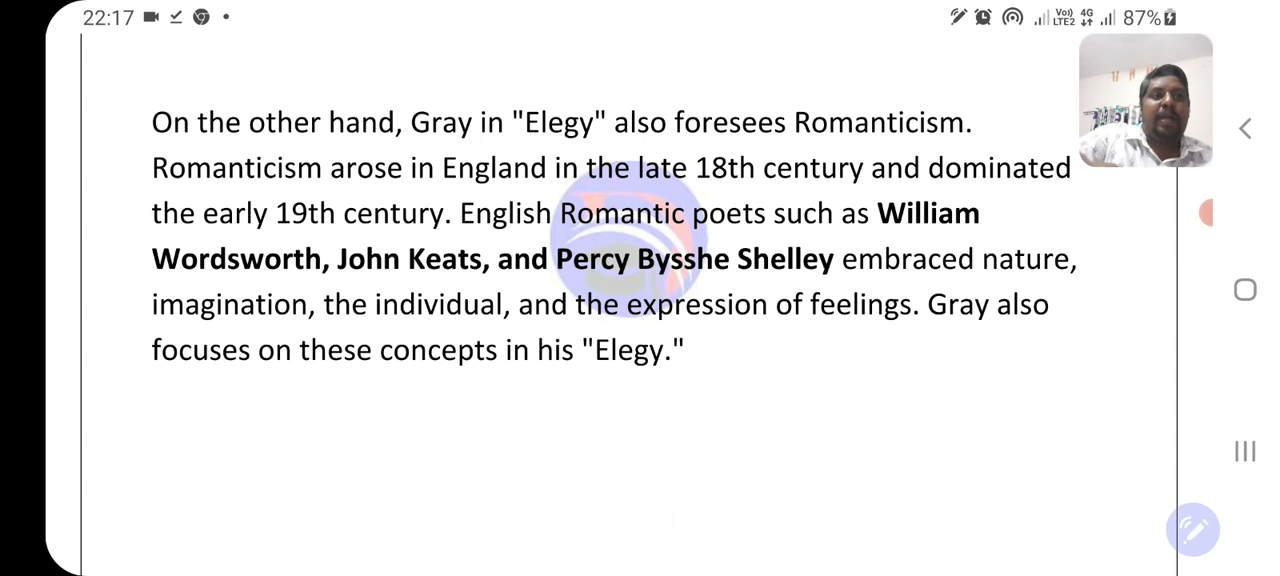 22:17
Vo)) 4G
LTE2 87%
On the other hand, Gray in "Elegy" also foresees Romanticism.
Romanticism arose in England in the late 18th century and dominated
the early 19th century. English Romantic poets such as William
Wordsworth, John Keats, and Percy Bysshe Shelley embraced nature,
imagination, the individual, and the expression of feelings. Gray also
focuses on these concepts in his "Elegy."